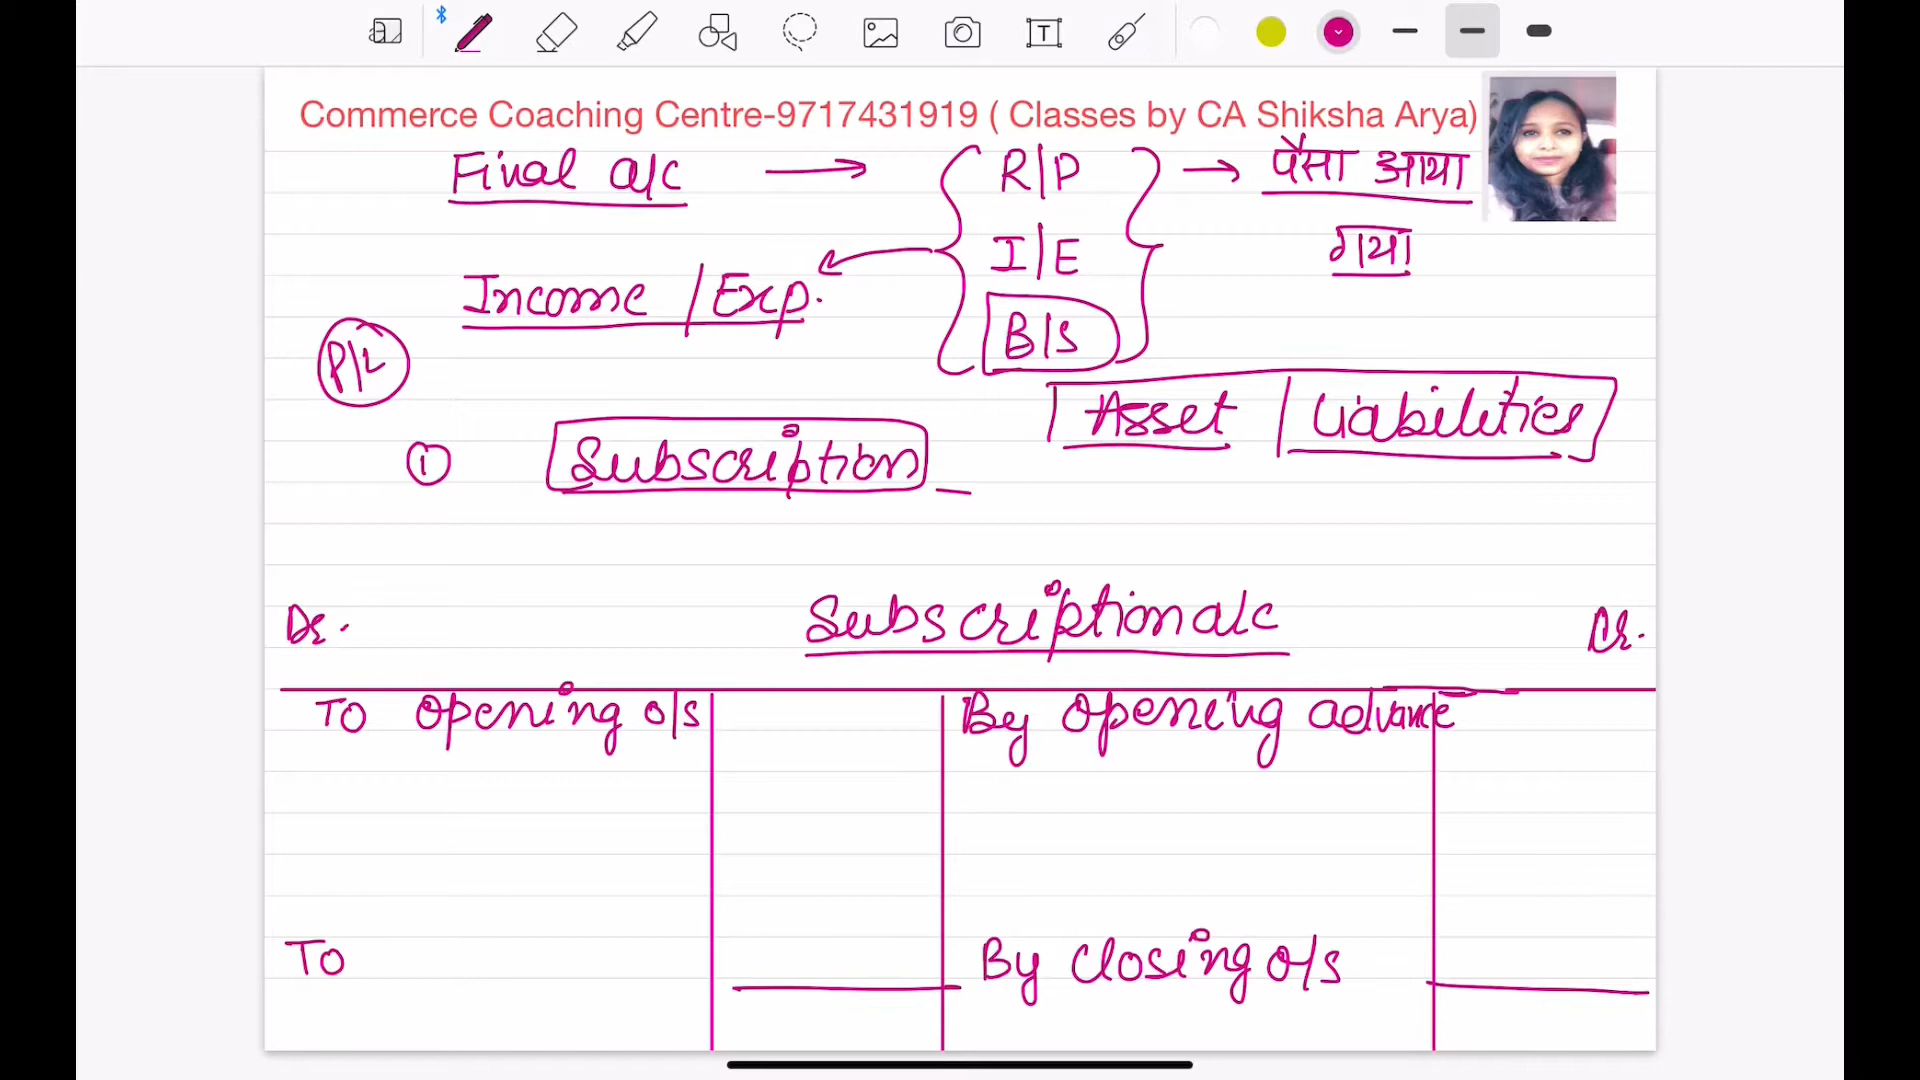 Commerce Coaching Centre-9717431919 ( Classes by CA Shiksha Arya)
Final a/c → R/P → पैसा आया
I/E गया
Income / Exp.
B/S
P/L
Asset | Liabilities
① Subscription
Dr. Subscription a/c Cr.
To opening o/s By opening advance
To By closing o/s